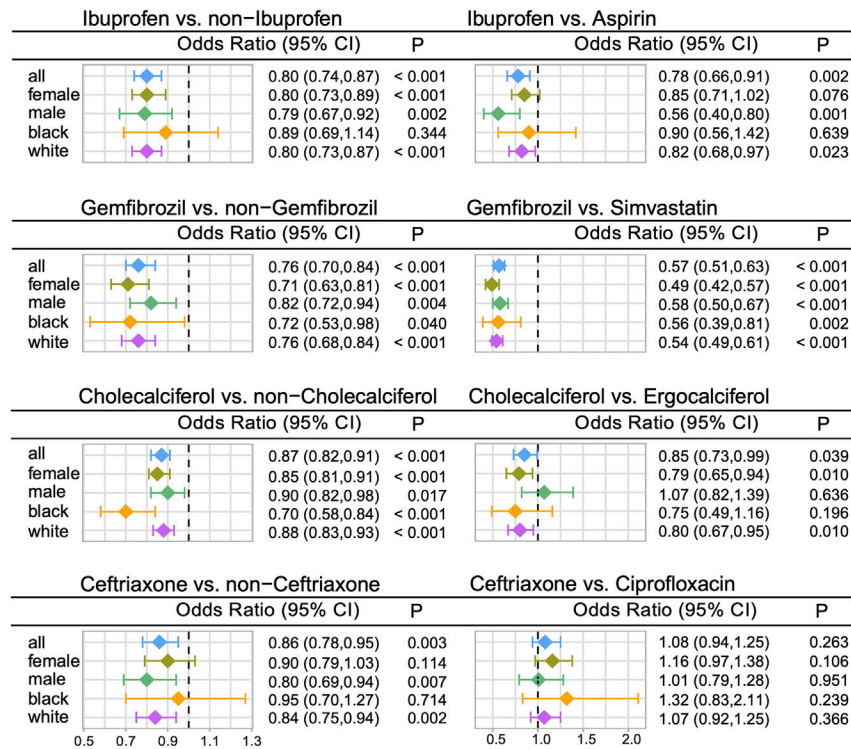 Ibuprofen vs. non−Ibuprofen Ibuprofen vs. Aspirin
Odds Ratio (95% CI) P Odds Ratio (95% CI) P
all 0.80 (0.74,0.87) < 0.001 0.78 (0.66,0.91) 0.002
female 0.80 (0.73,0.89) < 0.001 0.85 (0.71,1.02) 0.076
male 0.79 (0.67,0.92) 0.002 0.56 (0.40,0.80) 0.001
black 0.89 (0.69,1.14) 0.344 0.90 (0.56,1.42) 0.639
white 0.80 (0.73,0.87) < 0.001 0.82 (0.68,0.97) 0.023
Gemfibrozil vs. non−Gemfibrozil Gemfibrozil vs. Simvastatin
Odds Ratio (95% CI) P Odds Ratio (95% CI) P
all 0.76 (0.70,0.84) < 0.001 0.57 (0.51,0.63) < 0.001
female 0.71 (0.63,0.81) < 0.001 0.49 (0.42,0.57) < 0.001
male 0.82 (0.72,0.94) 0.004 0.58 (0.50,0.67) < 0.001
black 0.72 (0.53,0.98) 0.040 0.56 (0.39,0.81) 0.002
white 0.76 (0.68,0.84) < 0.001 0.54 (0.49,0.61) < 0.001
Cholecalciferol vs. non−Cholecalciferol Cholecalciferol vs. Ergocalciferol
Odds Ratio (95% CI) P Odds Ratio (95% CI) P
all 0.87 (0.82,0.91) < 0.001 0.85 (0.73,0.99) 0.039
female 0.85 (0.81,0.91) < 0.001 0.79 (0.65,0.94) 0.010
male 0.90 (0.82,0.98) 0.017 1.07 (0.82,1.39) 0.636
black 0.70 (0.58,0.84) < 0.001 0.75 (0.49,1.16) 0.196
white 0.88 (0.83,0.93) < 0.001 0.80 (0.67,0.95) 0.010
Ceftriaxone vs. non−Ceftriaxone Ceftriaxone vs. Ciprofloxacin
Odds Ratio (95% CI) P Odds Ratio (95% CI) P
all 0.86 (0.78,0.95) 0.003 1.08 (0.94,1.25) 0.263
female 0.90 (0.79,1.03) 0.114 1.16 (0.97,1.38) 0.106
male 0.80 (0.69,0.94) 0.007 1.01 (0.79,1.28) 0.951
black 0.95 (0.70,1.27) 0.714 1.32 (0.83,2.11) 0.239
white 0.84 (0.75,0.94) 0.002 1.07 (0.92,1.25) 0.366
0.5 0.7 0.9 1.1 1.3 0.5 1.0 1.5 2.0